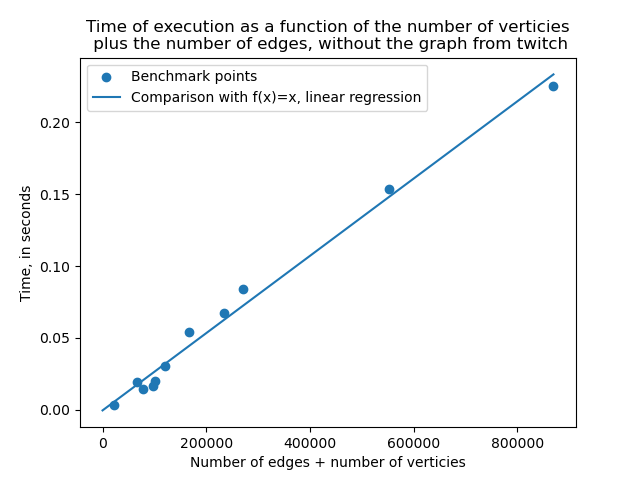 Time of execution as a function of the number of verticies
plus the number of edges, without the graph from twitch
Benchmark points
Comparison with f(x)=x, linear regression
0.20
0.15
0.10
0.05
0.00
Time, in seconds
0 200000 400000 600000 800000
Number of edges + number of verticies